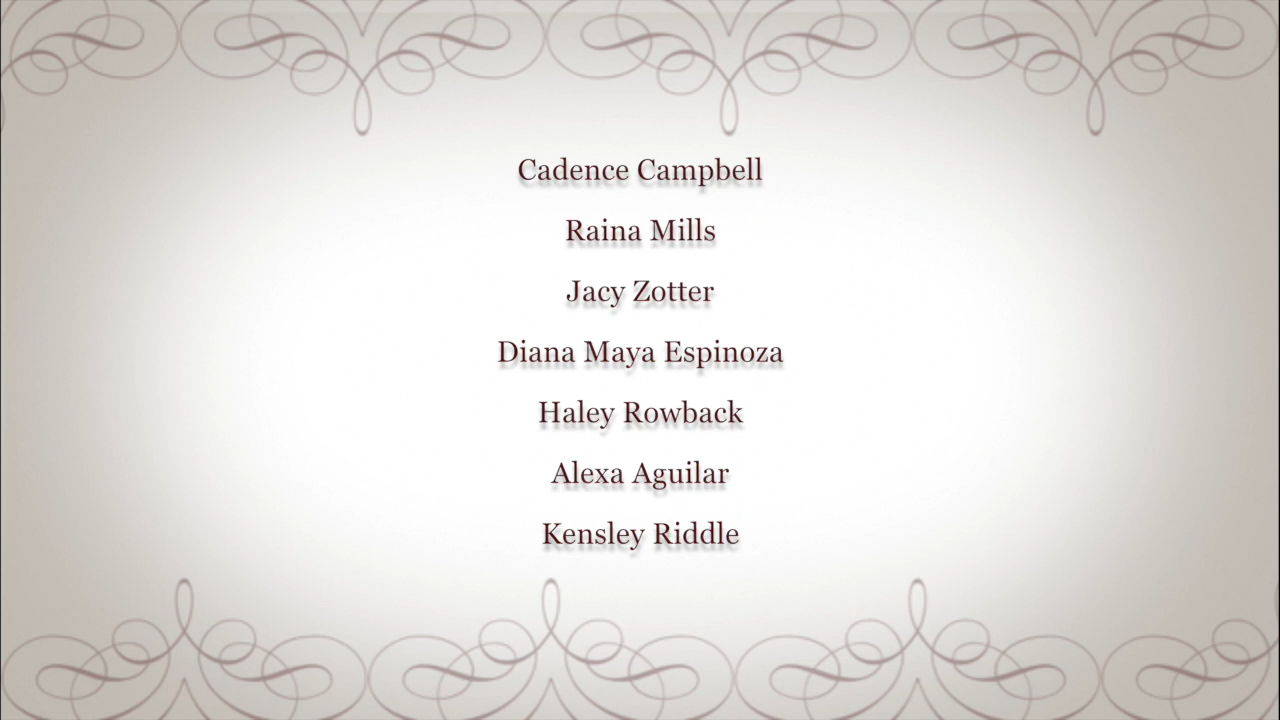 Cadence Campbell
Raina Mills
Jacy Zotter
Diana Maya Espinoza
Haley Rowback
Alexa Aguilar
Kensley Riddle